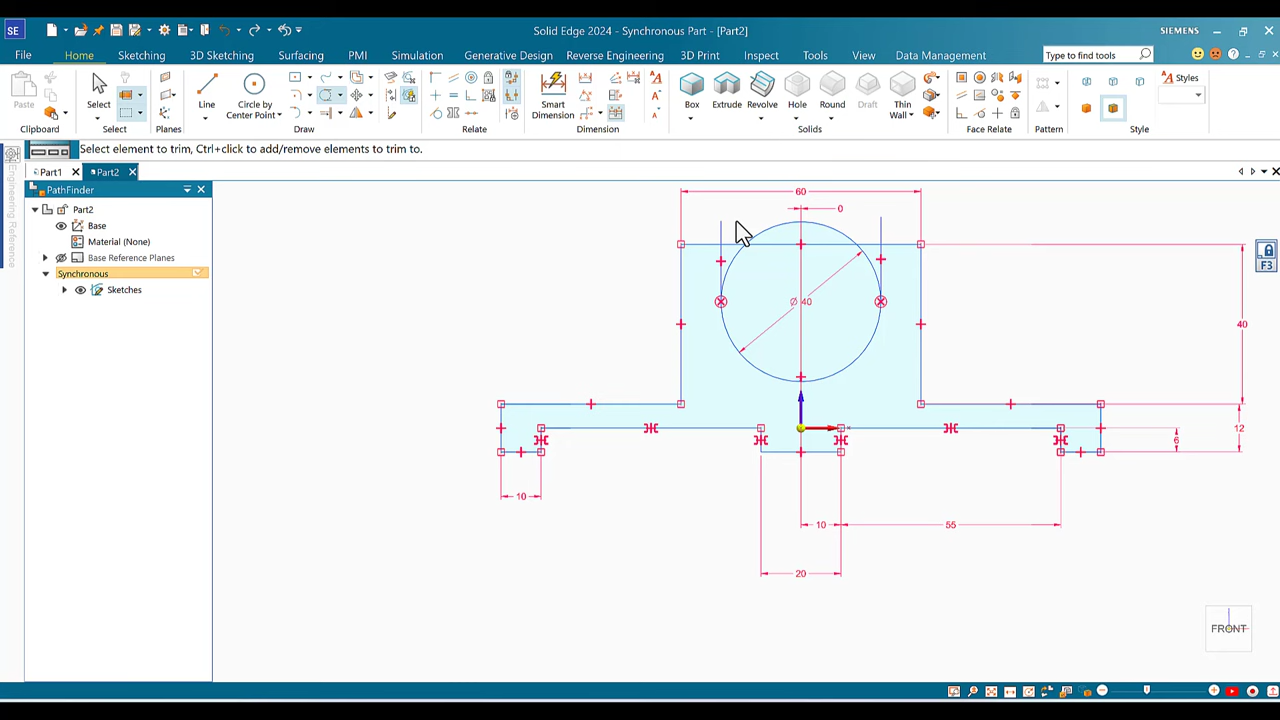 SE
Solid Edge 2024 - Synchronous Part - [Part2]
SIEMENS
File Home Sketching 3D Sketching Surfacing PMI Simulation Generative Design Reverse Engineering 3D Print Inspect Tools View Data Management
Type to find tools
Paste Select Line Circle by Center Point Smart Dimension Box Extrude Revolve Hole Round Draft Thin Wall Styles
Clipboard Select Planes Draw Relate Dimension Solids Face Relate Pattern Style
Select element to trim, Ctrl+click to add/remove elements to trim to.
Part1 Part2
PathFinder
Part2
Base
Material (None)
Base Reference Planes
Synchronous
Sketches
Engineering Reference
60
0
F3
Ø 40
40
12
6
10
10
55
20
FRONT